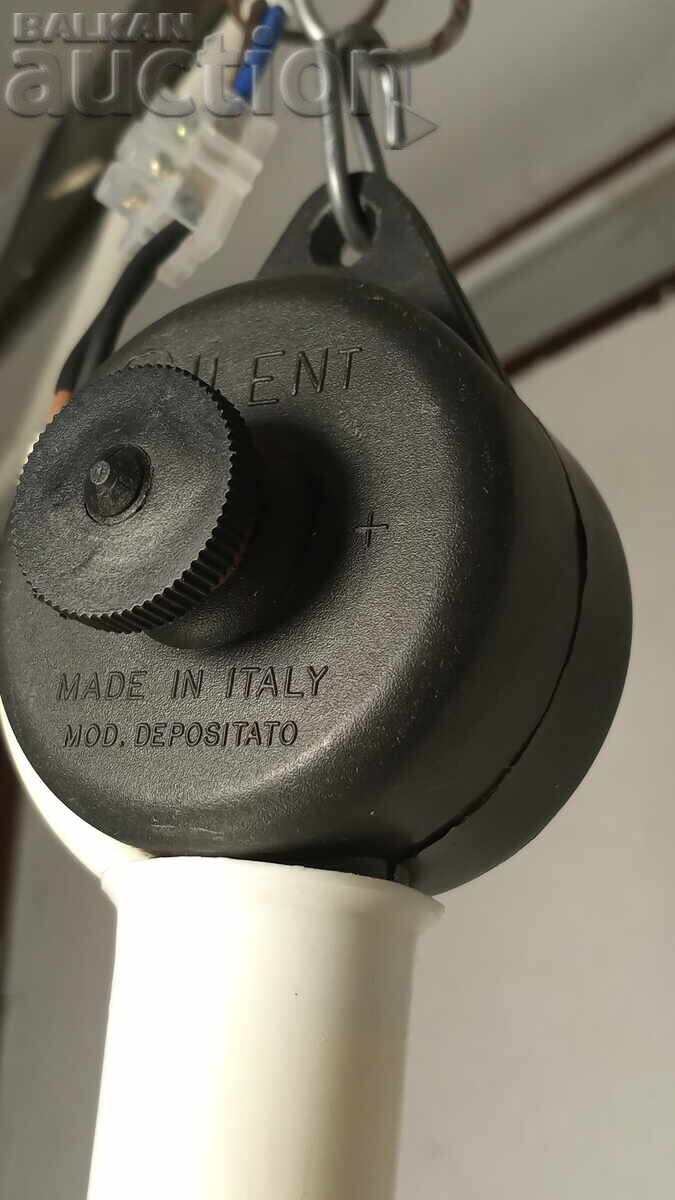 BALKAN
auction
MADE IN ITALY
MOD. DEPOSITATO
+